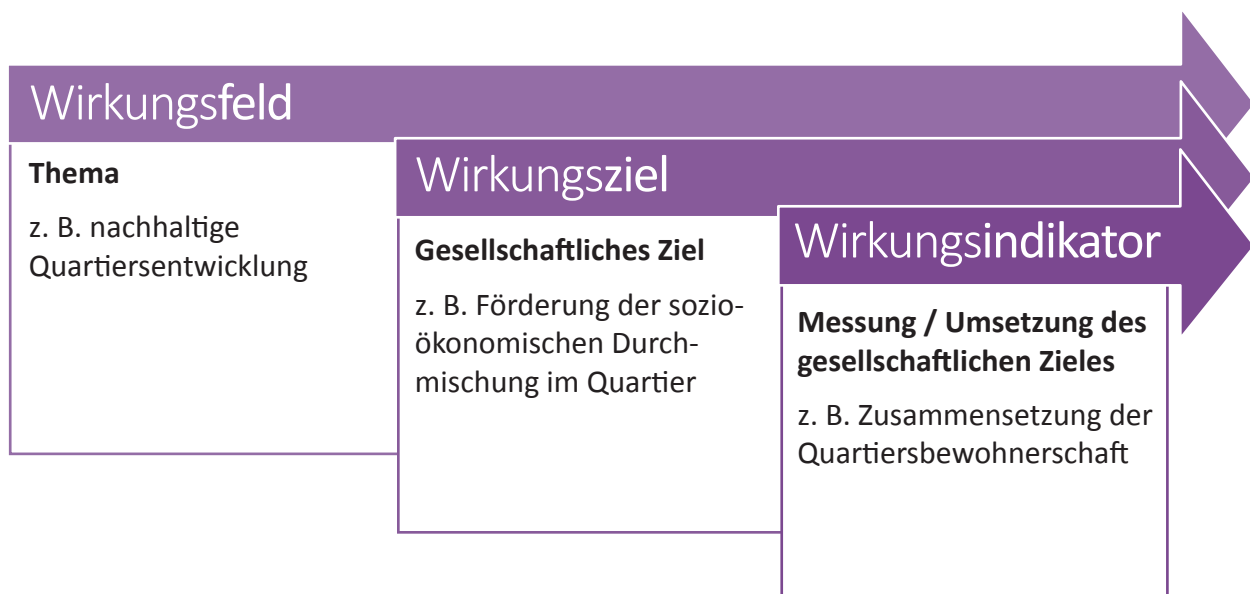 Wirkungsfeld
Thema
z. B. nachhaltige
Quartiersentwicklung
Wirkungsziel
Gesellschaftliches Ziel
z. B. Förderung der sozio-
ökonomischen Durch-
mischung im Quartier
Wirkungsindikator
Messung / Umsetzung des
gesellschaftlichen Zieles
z. B. Zusammensetzung der
Quartiersbewohnerschaft